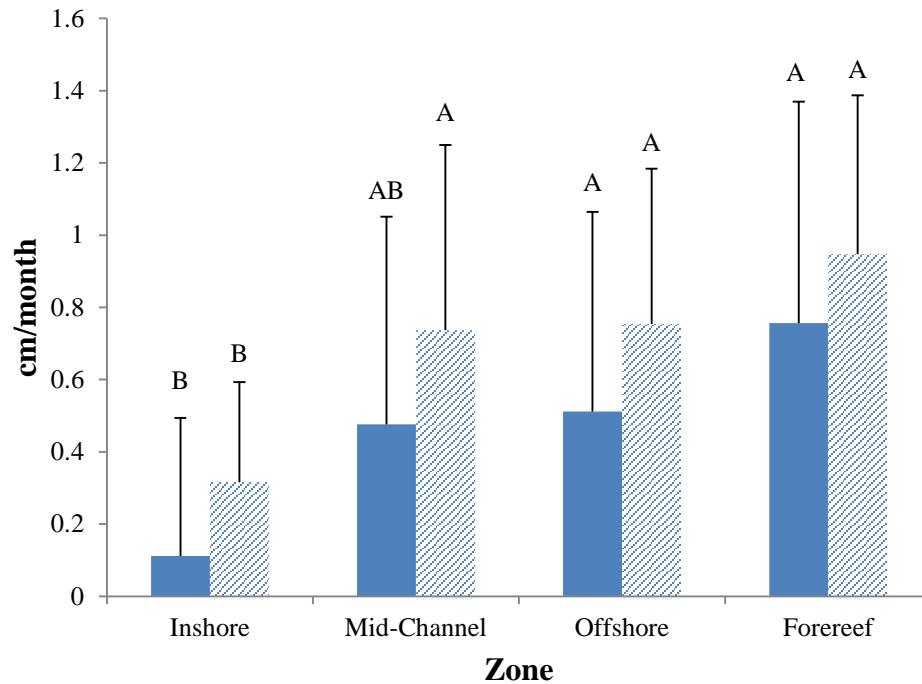 1.6
1.4
1.2
1
0.8
0.6
0.4
0.2
0
cm/month
B
B
AB
A
A
A
A
A
Inshore
Mid-Channel
Offshore
Forereef
Zone